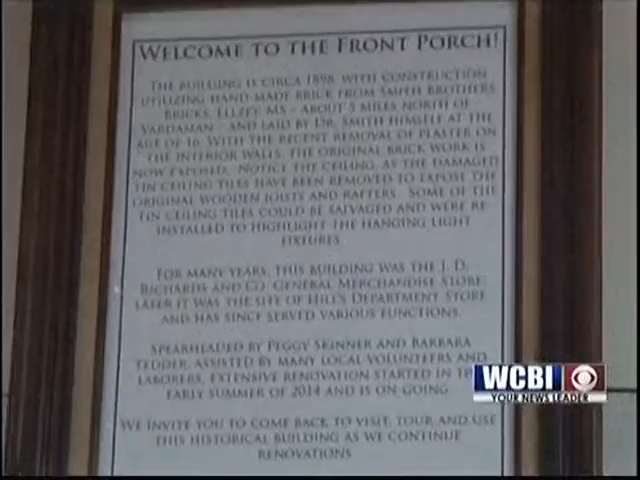 WELCOME TO THE FRONT PORCH!
THE BUILDING IS CIRCA 1898 WITH CONSTRUCTION
UTILIZING HAND-MADE BRICK FROM SMITH BROTHERS
BRICKS, ELLZEY, MS - ABOUT 5 MILES NORTH OF
VARDAMAN - AND LAID BY DR. SMITH HIMSELF AT THE
AGE OF 16. WITH THE RECENT REMOVAL OF PLASTER ON
THE INTERIOR WALLS, THE ORIGINAL BRICK WORK IS
NOW EXPOSED. NOTICE THE CEILING, AS THE DAMAGED
TIN CEILING TILES HAVE BEEN REMOVED TO EXPOSE THE
ORIGINAL WOODEN JOISTS AND RAFTERS. SOME OF THE
TIN CEILING TILES COULD BE SALVAGED AND WERE RE-
INSTALLED TO HIGHLIGHT THE HANGING LIGHT
FIXTURES.
FOR MANY YEARS, THIS BUILDING WAS THE J. D.
RICHARDS AND CO. GENERAL MERCHANDISE STORE.
LATER IT WAS THE SITE OF HILL'S DEPARTMENT STORE
AND HAS SINCE SERVED VARIOUS FUNCTIONS.
SPEARHEADED BY PEGGY SKINNER AND BARBARA
TEDDER, ASSISTED BY MANY LOCAL VOLUNTEERS AND
LABORERS, EXTENSIVE RENOVATION STARTED IN
EARLY SUMMER OF 2014 AND IS ON-GOING.
WE INVITE YOU TO COME BACK TO VISIT, TOUR AND USE
THIS HISTORICAL BUILDING AS WE CONTINUE
RENOVATIONS.
WCBI
YOUR NEWS LEADER